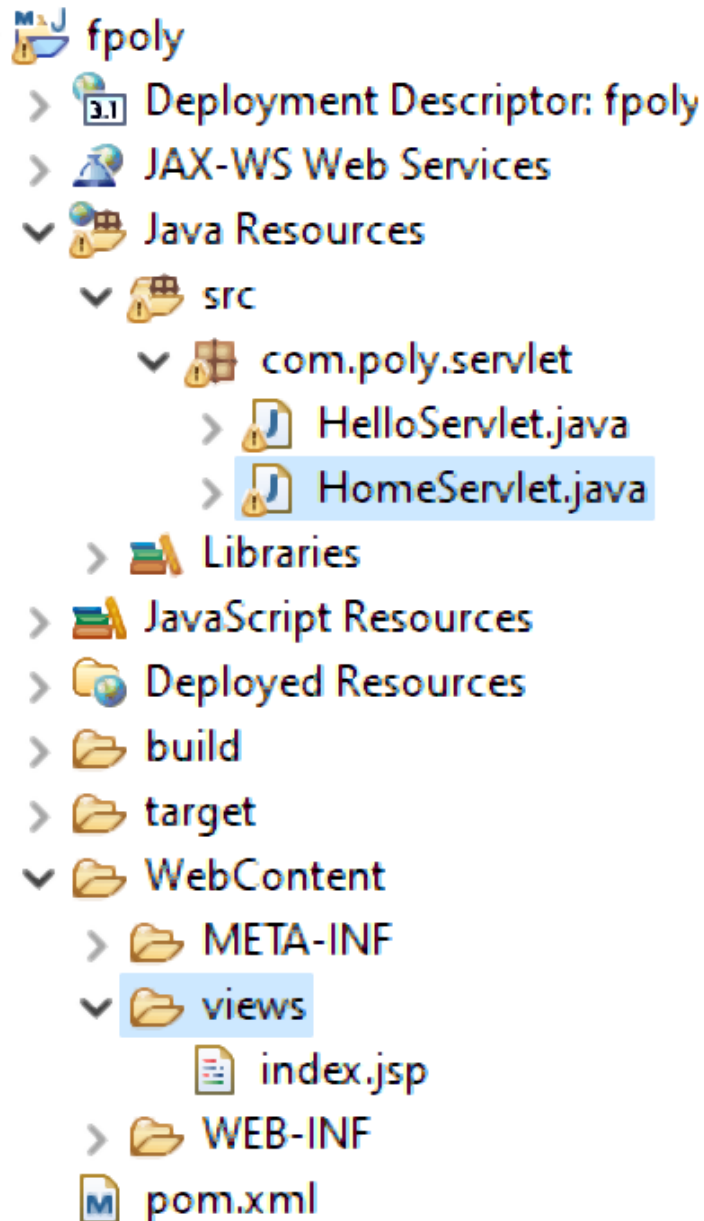 fpoly
Deployment Descriptor: fpoly
JAX-WS Web Services
Java Resources
src
com.poly.servlet
HelloServlet.java
HomeServlet.java
Libraries
JavaScript Resources
Deployed Resources
build
target
WebContent
META-INF
views
index.jsp
WEB-INF
pom.xml